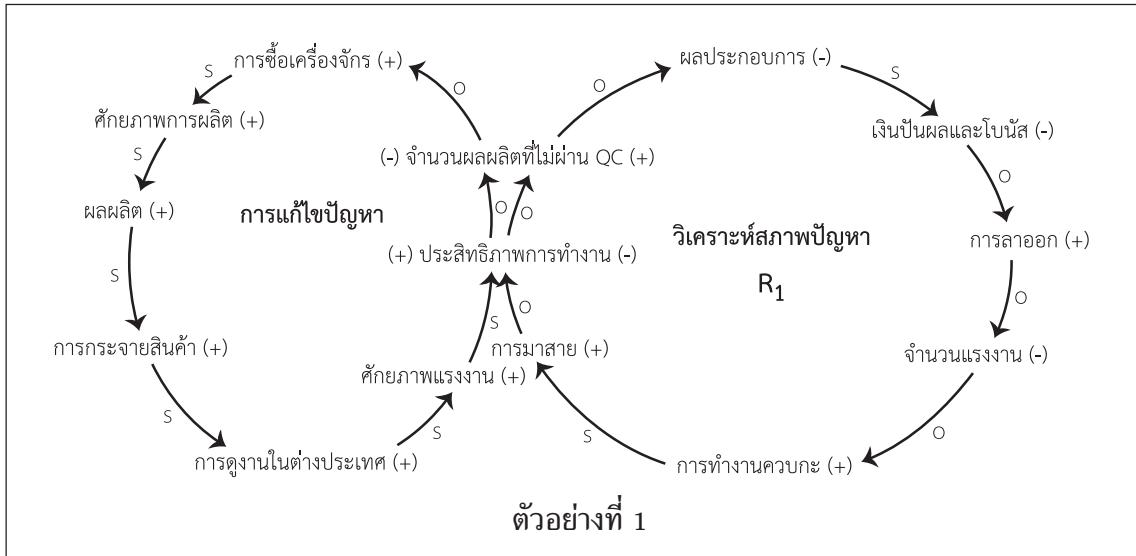 การซื้อเครื่องจักร (+)
ผลประกอบการ (-)
S
O
O
S
ศักยภาพการผลิต (+)
เงินปันผลและโบนัส (-)
S
(-) จำนวนผลผลิตที่ไม่ผ่าน QC (+)
O
ผลผลิต (+)
การแก้ไขปัญหา
O
O
วิเคราะห์สภาพปัญหา
การลาออก (+)
(+) ประสิทธิภาพการทำงาน (-)
R1
S
O
S
O
การกระจายสินค้า (+)
การมาสาย (+)
จำนวนแรงงาน (-)
ศักยภาพแรงงาน (+)
S
S
S
O
การดูงานในต่างประเทศ (+)
การทำงานควบกะ (+)
ตัวอย่างที่ 1